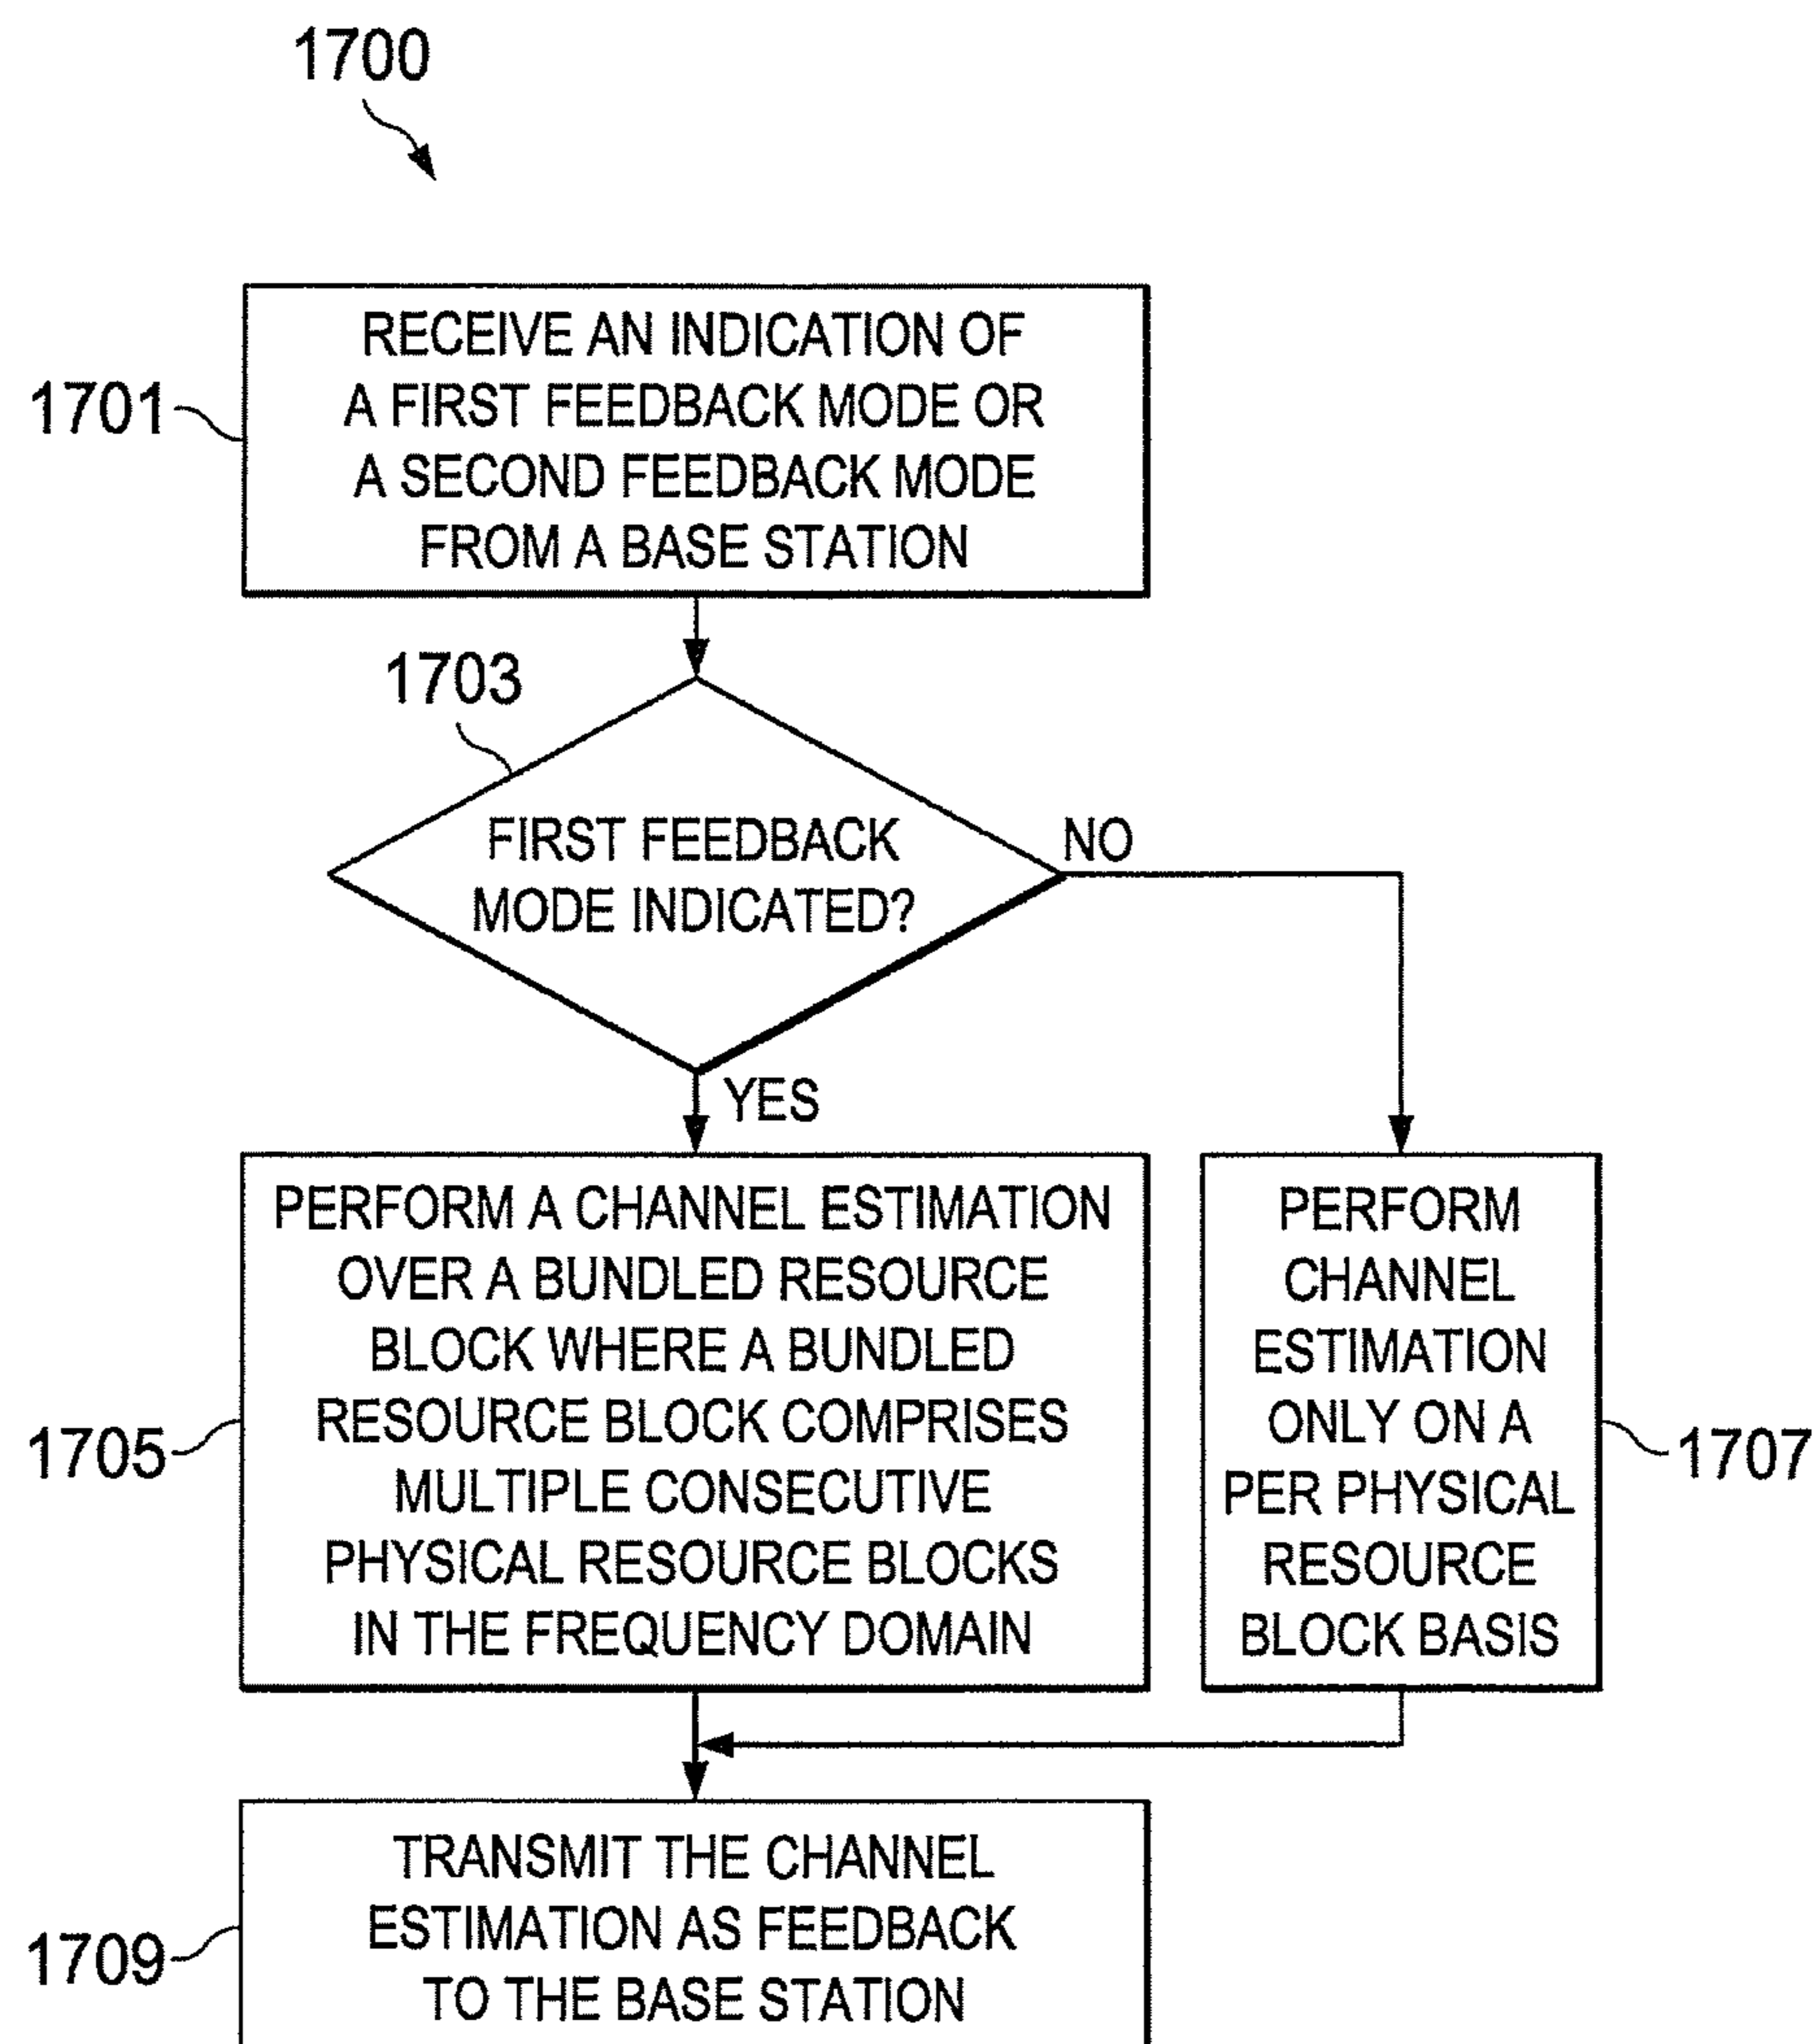 1700
RECEIVE AN INDICATION OF
A FIRST FEEDBACK MODE OR
A SECOND FEEDBACK MODE
FROM A BASE STATION
1701
1703
FIRST FEEDBACK
MODE INDICATED?
NO
YES
PERFORM A CHANNEL ESTIMATION
OVER A BUNDLED RESOURCE
BLOCK WHERE A BUNDLED
RESOURCE BLOCK COMPRISES
MULTIPLE CONSECUTIVE
PHYSICAL RESOURCE BLOCKS
IN THE FREQUENCY DOMAIN
1705
PERFORM
CHANNEL
ESTIMATION
ONLY ON A
PER PHYSICAL
RESOURCE
BLOCK BASIS
1707
TRANSMIT THE CHANNEL
ESTIMATION AS FEEDBACK
TO THE BASE STATION
1709